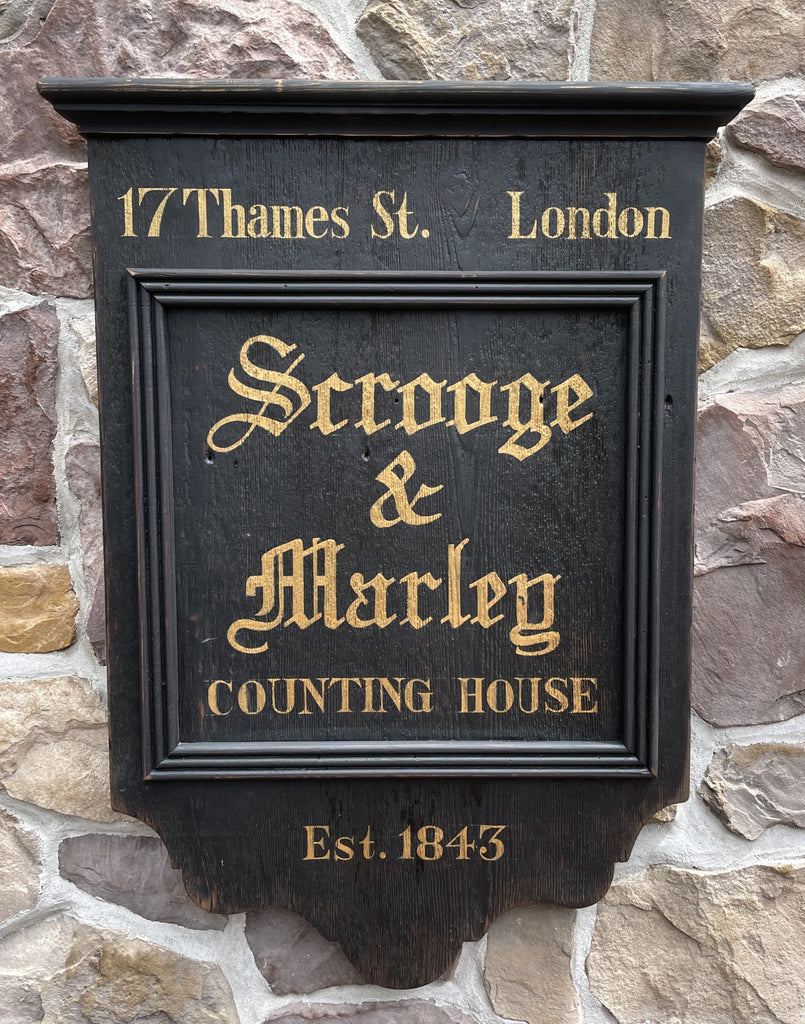 17 Thames St. London
Scrooge
&
Marley
COUNTING HOUSE
Est. 1843